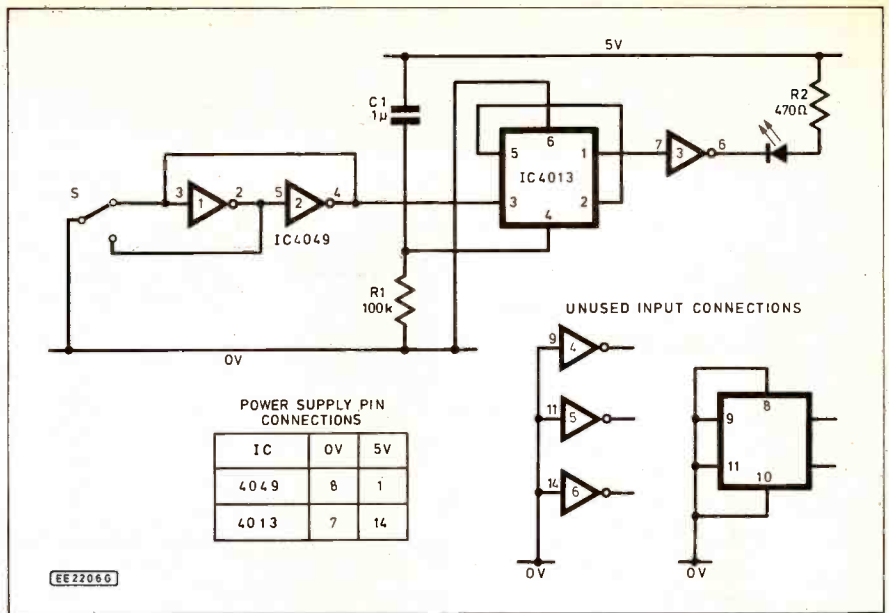 5V
C1
1µ
R2
470Ω
6
5
1
IC4013
3
2
4
7
3
6
S
3
1
2
5
2
4
IC4049
R1
100k
0V
UNUSED INPUT CONNECTIONS
9
4
11
5
14
6
0V
8
9
11
10
0V
POWER SUPPLY PIN
CONNECTIONS
IC 0V 5V
4049 8 1
4013 7 14
EE2206G